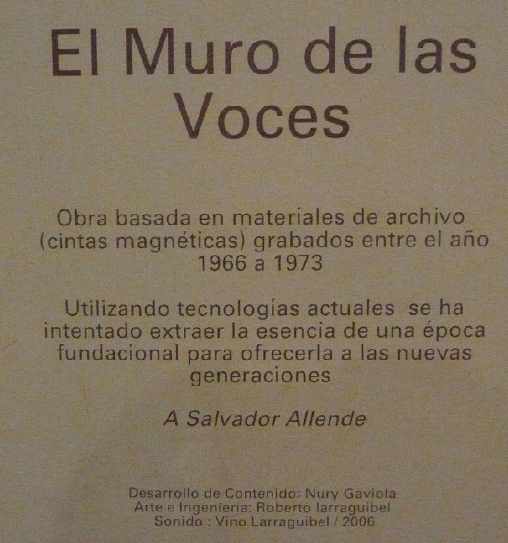 El Muro de las
Voces
Obra basada en materiales de archivo
(cintas magnéticas) grabados entre el año
1966 a 1973
Utilizando tecnologías actuales se ha
intentado extraer la esencia de una época
fundacional para ofrecerla a las nuevas
generaciones
A Salvador Allende
Desarrollo de Contenido: Nury Gaviola
Arte e Ingeniería: Roberto larraguibel
Sonido : Vino Larraguibel / 2006